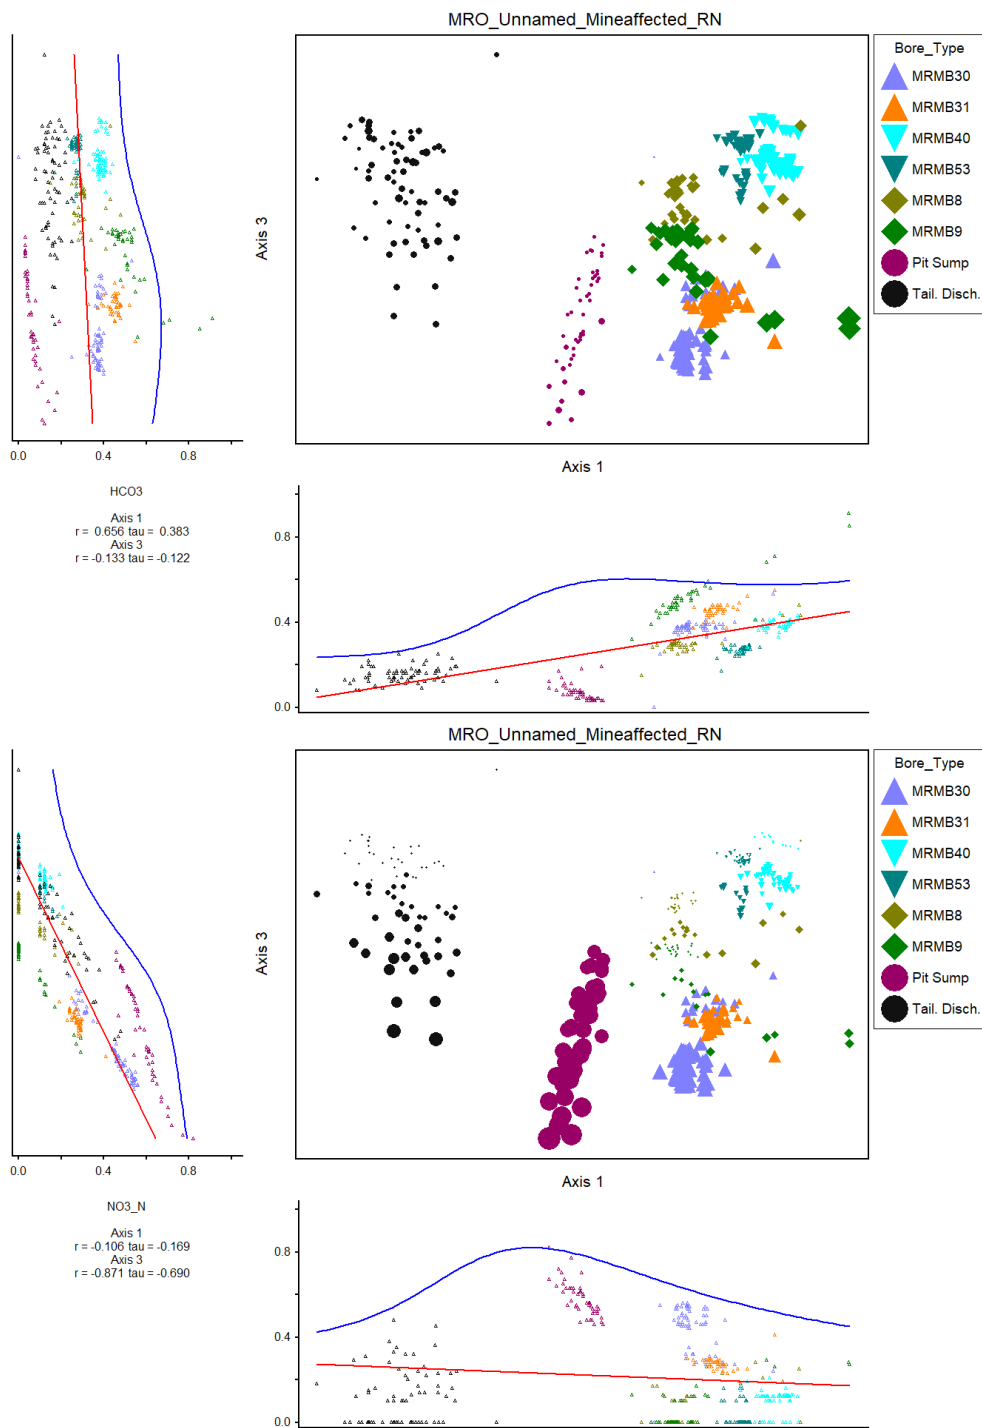 MRO_Unnamed_Mineaffected_RN
Axis 3
Bore_Type
MRMB30
MRMB31
MRMB40
MRMB53
MRMB8
MRMB9
Pit Sump
Tail. Disch.
0.0 0.4 0.8
Axis 1
HCO3
Axis 1
r = 0.656 tau = 0.383
Axis 3
r = -0.133 tau = -0.122
0.8
0.4
0.0
MRO_Unnamed_Mineaffected_RN
Axis 3
Bore_Type
MRMB30
MRMB31
MRMB40
MRMB53
MRMB8
MRMB9
Pit Sump
Tail. Disch.
0.0 0.4 0.8
Axis 1
NO3_N
Axis 1
r = -0.106 tau = -0.169
Axis 3
r = -0.871 tau = -0.690
0.8
0.4
0.0